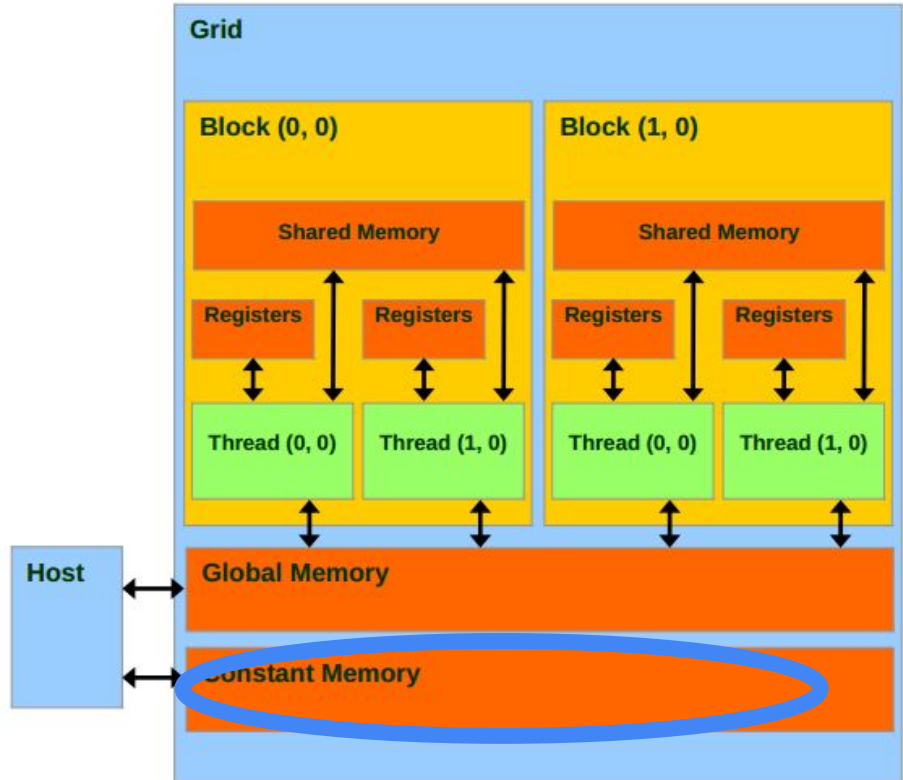 Grid
Block (0, 0)
Block (1, 0)
Shared Memory
Shared Memory
Registers
Registers
Registers
Registers
Thread (0, 0)
Thread (1, 0)
Thread (0, 0)
Thread (1, 0)
Host
Global Memory
Constant Memory